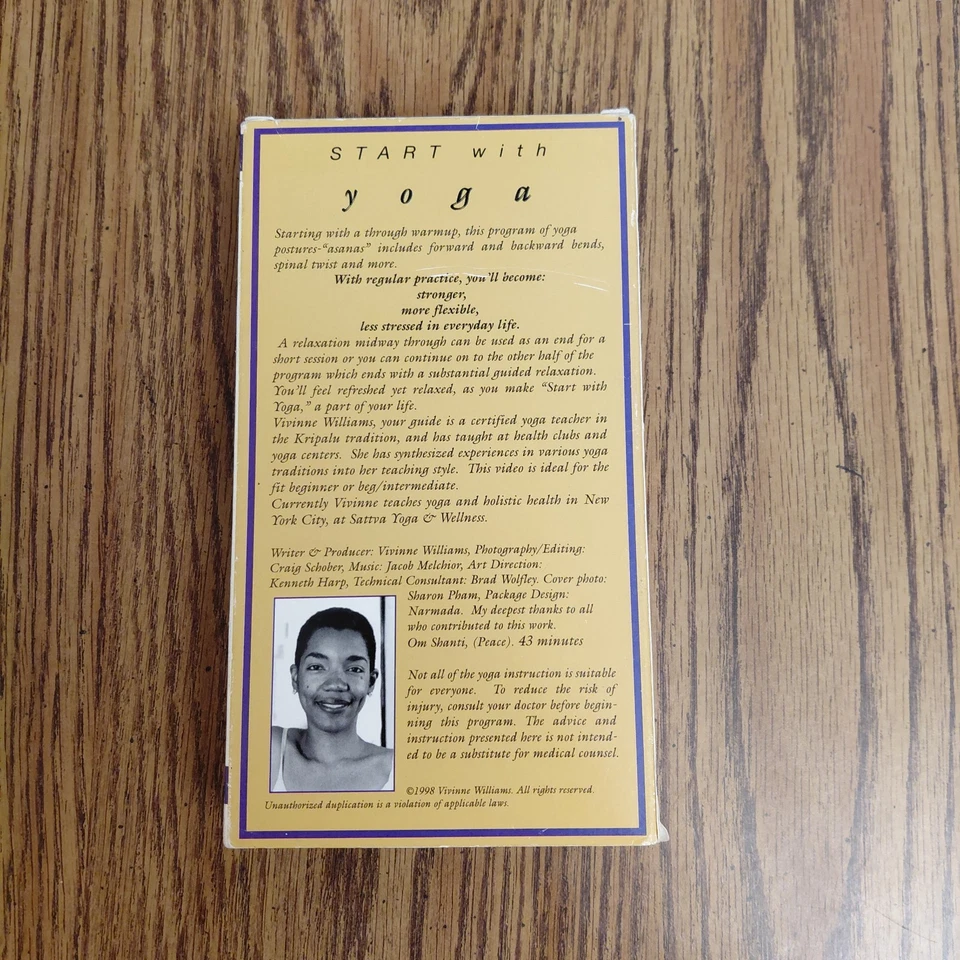 START with
yoga
Starting with a through warmup, this program of yoga
postures-“asanas” includes forward and backward bends,
spinal twist and more.
With regular practice, you’ll become:
stronger,
more flexible,
less stressed in everyday life.
A relaxation midway through can be used as an end for a
short session or you can continue on to the other half of the
program which ends with a substantial guided relaxation.
You’ll feel refreshed yet relaxed, as you make “Start with
Yoga,” a part of your life.
Vivinne Williams, your guide is a certified yoga teacher in
the Kripalu tradition, and has taught at health clubs and
yoga centers. She has synthesized experiences in various yoga
traditions into her teaching style. This video is ideal for the
fit beginner or beg/intermediate.
Currently Vivinne teaches yoga and holistic health in New
York City, at Sattva Yoga & Wellness.
Writer & Producer: Vivinne Williams, Photography/Editing:
Craig Schober, Music: Jacob Melchior, Art Direction:
Kenneth Harp, Technical Consultant: Brad Wolfley. Cover photo:
Sharon Pham, Package Design:
Narmada. My deepest thanks to all
who contributed to this work.
Om Shanti, (Peace). 43 minutes
Not all of the yoga instruction is suitable
for everyone. To reduce the risk of
injury, consult your doctor before begin-
ning this program. The advice and
instruction presented here is not intend-
ed to be a substitute for medical counsel.
©1998 Vivinne Williams. All rights reserved.
Unauthorized duplication is a violation of applicable laws.